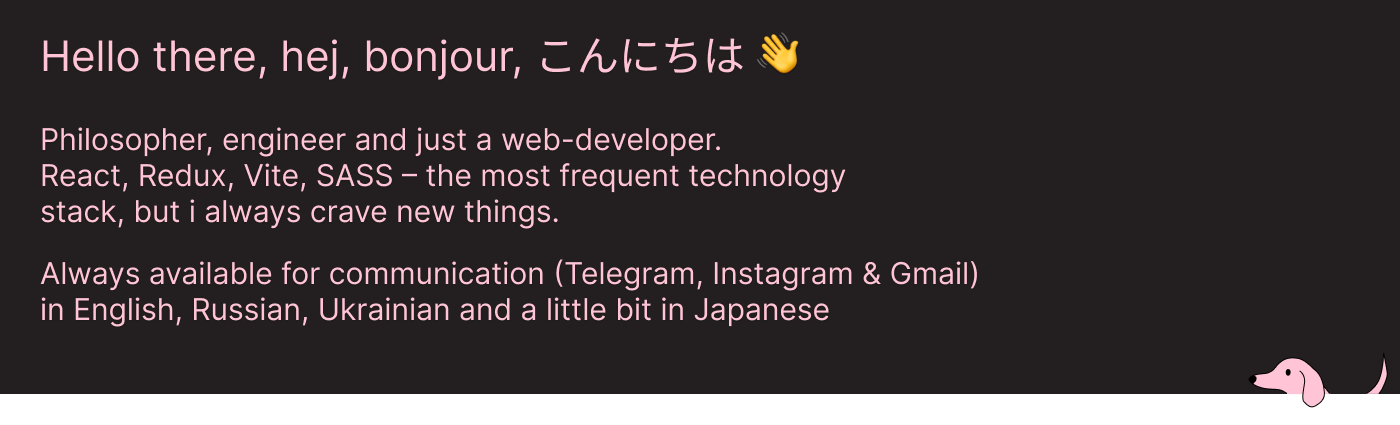 Hello there, hej, bonjour, こんにちは 👋
Philosopher, engineer and just a web-developer.
React, Redux, Vite, SASS – the most frequent technology
stack, but i always crave new things.
Always available for communication (Telegram, Instagram & Gmail)
in English, Russian, Ukrainian and a little bit in Japanese